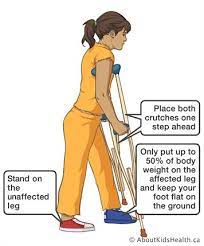 Place both
crutches one
step ahead
Only put up to
50% of body
weight on the
affected leg
and keep your
foot flat on
the ground
Stand on
the
unaffected
leg
© AboutKidsHealth.ca